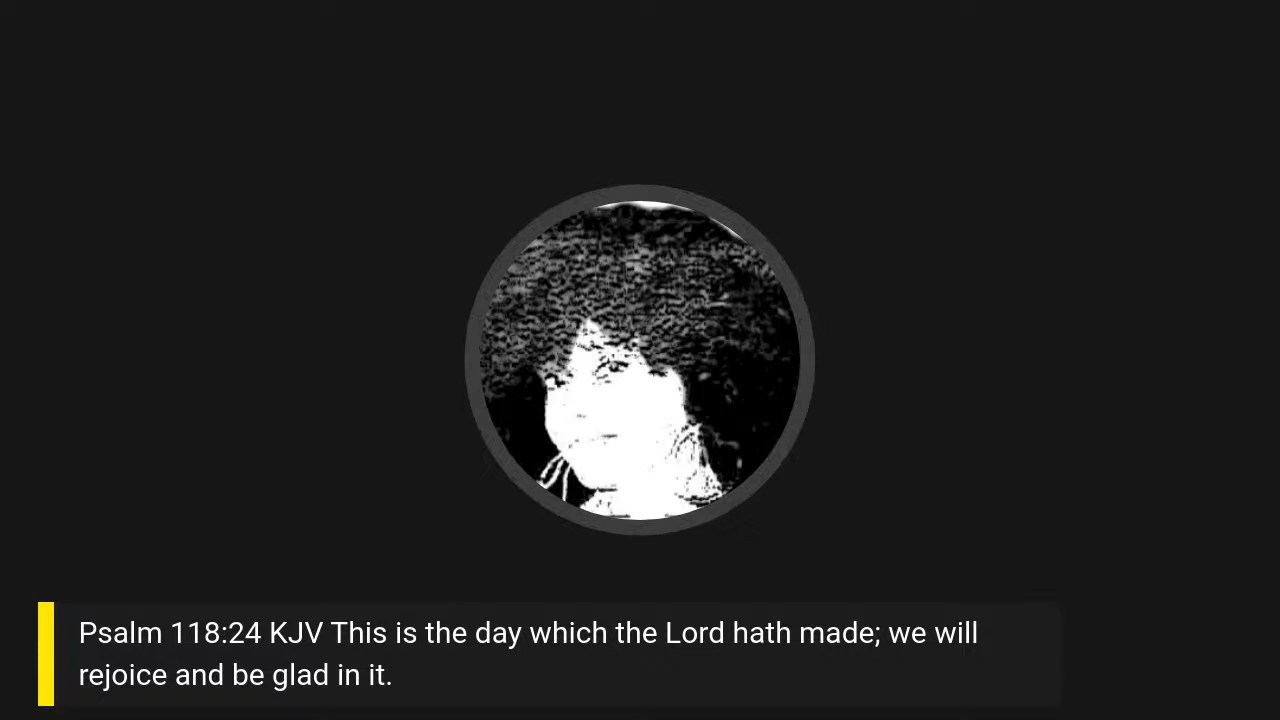 Psalm 118:24 KJV This is the day which the Lord hath made; we will
rejoice and be glad in it.